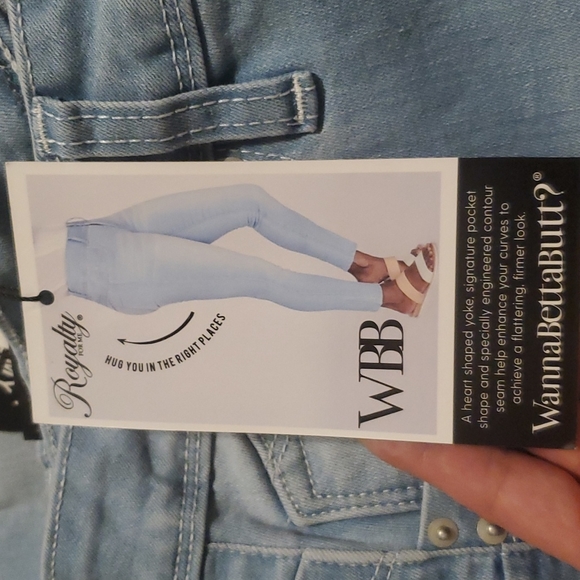 Royalty
FOR ME®
HUG YOU IN THE RIGHT PLACES
WBB
A heart shaped yoke, signature pocket
shape and specially engineered contour
seam help enhance your curves to
achieve a flattering, firmer look.
WannaBettaButt?®